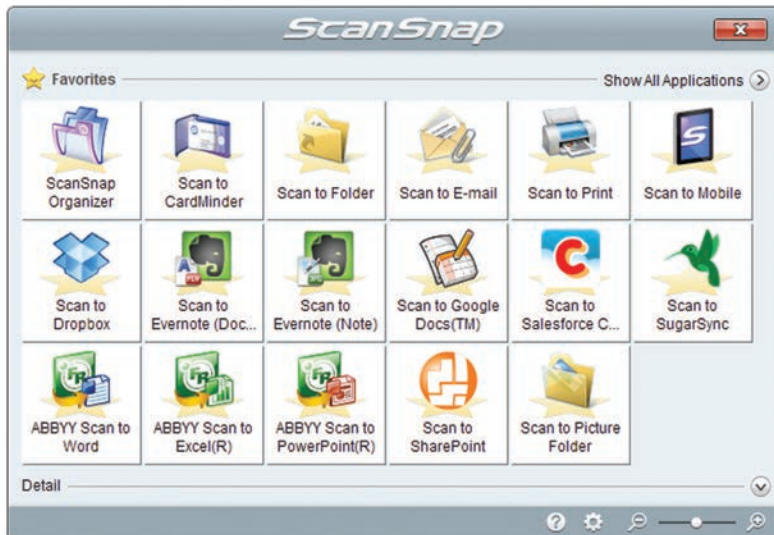 ScanSnap
Favorites
Show All Applications
ScanSnap
Organizer
Scan to
CardMinder
Scan to Folder
Scan to E-mail
Scan to Print
Scan to Mobile
Scan to
Dropbox
Scan to
Evernote (Doc...
Scan to
Evernote (Note)
Scan to Google
Docs(TM)
Scan to
Salesforce C...
Scan to
SugarSync
ABBYY Scan to
Word
ABBYY Scan to
Excel(R)
ABBYY Scan to
PowerPoint(R)
Scan to
SharePoint
Scan to Picture
Folder
Detail